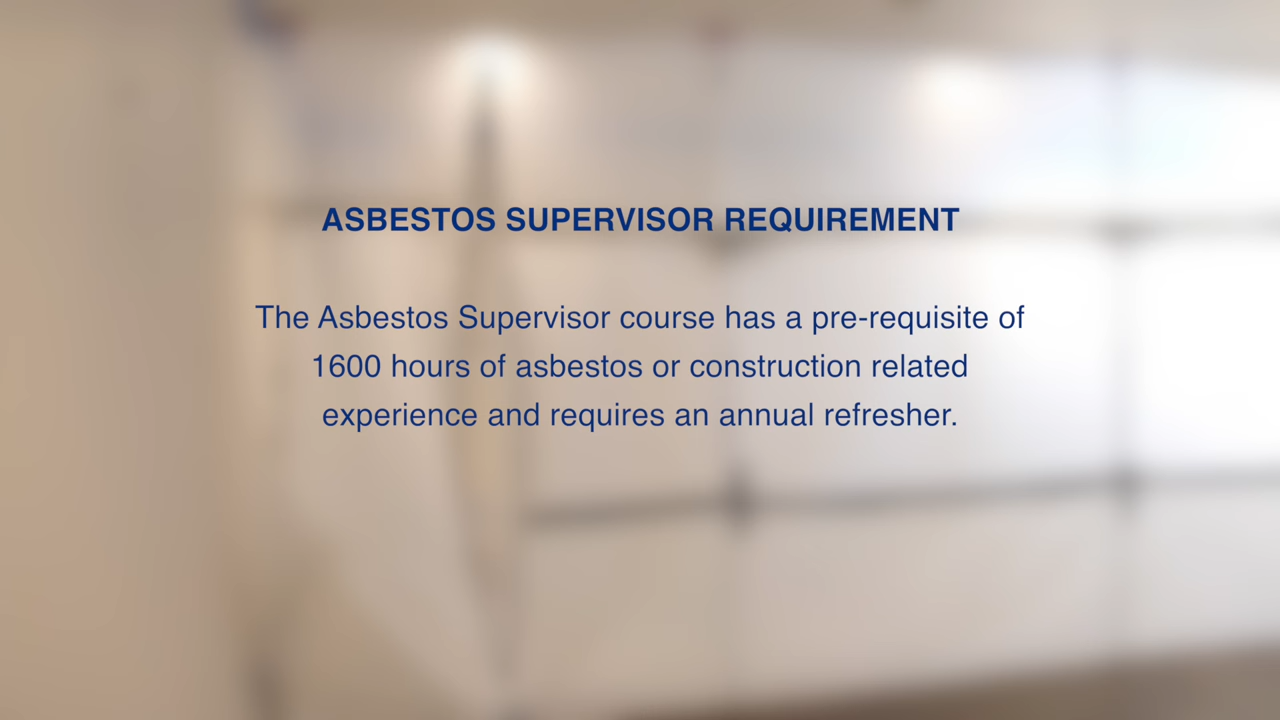 ASBESTOS SUPERVISOR REQUIREMENT
The Asbestos Supervisor course has a pre-requisite of
1600 hours of asbestos or construction related
experience and requires an annual refresher.